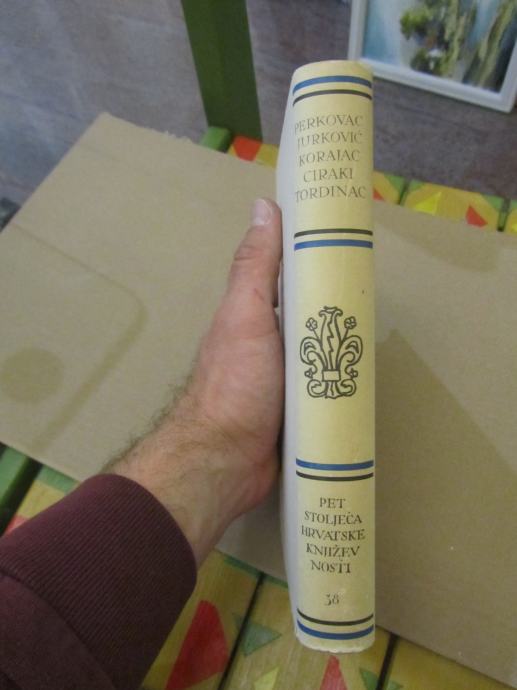 PERKOVAC
JURKOVIĆ
KORAJAC
CIRAKI
TORDINAC
PET
STOLJEĆA
HRVATSKE
KNJIŽEV
NOSTI
38